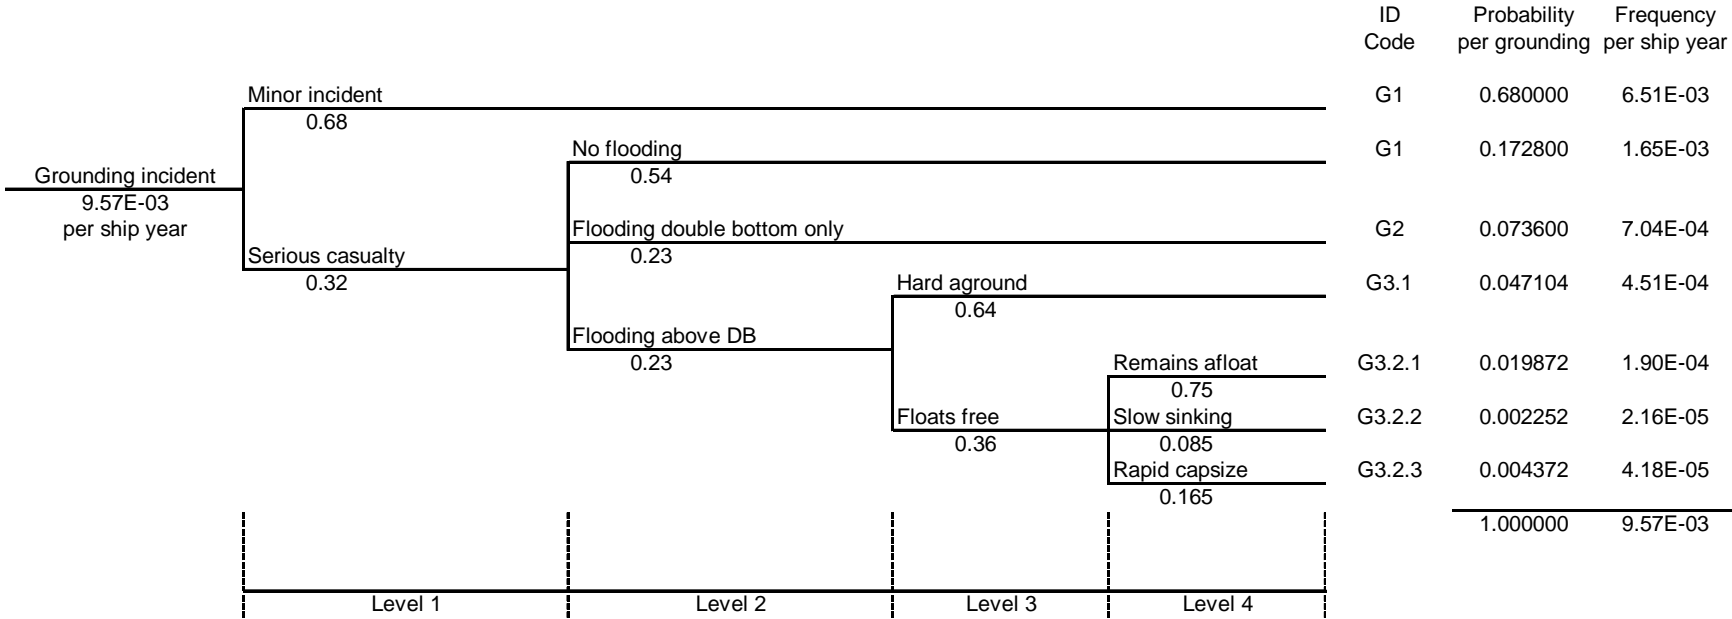 ID Probability Frequency
Code per grounding per ship year
Minor incident G1 0.680000 6.51E-03
0.68
No flooding G1 0.172800 1.65E-03
0.54
Grounding incident
9.57E-03
per ship year
Flooding double bottom only G2 0.073600 7.04E-04
0.23
Serious casualty
0.32
Hard aground G3.1 0.047104 4.51E-04
0.64
Flooding above DB
0.23
Remains afloat G3.2.1 0.019872 1.90E-04
0.75
Floats free Slow sinking G3.2.2 0.002252 2.16E-05
0.36 0.085
Rapid capsize G3.2.3 0.004372 4.18E-05
0.165
1.000000 9.57E-03
Level 1 Level 2 Level 3 Level 4